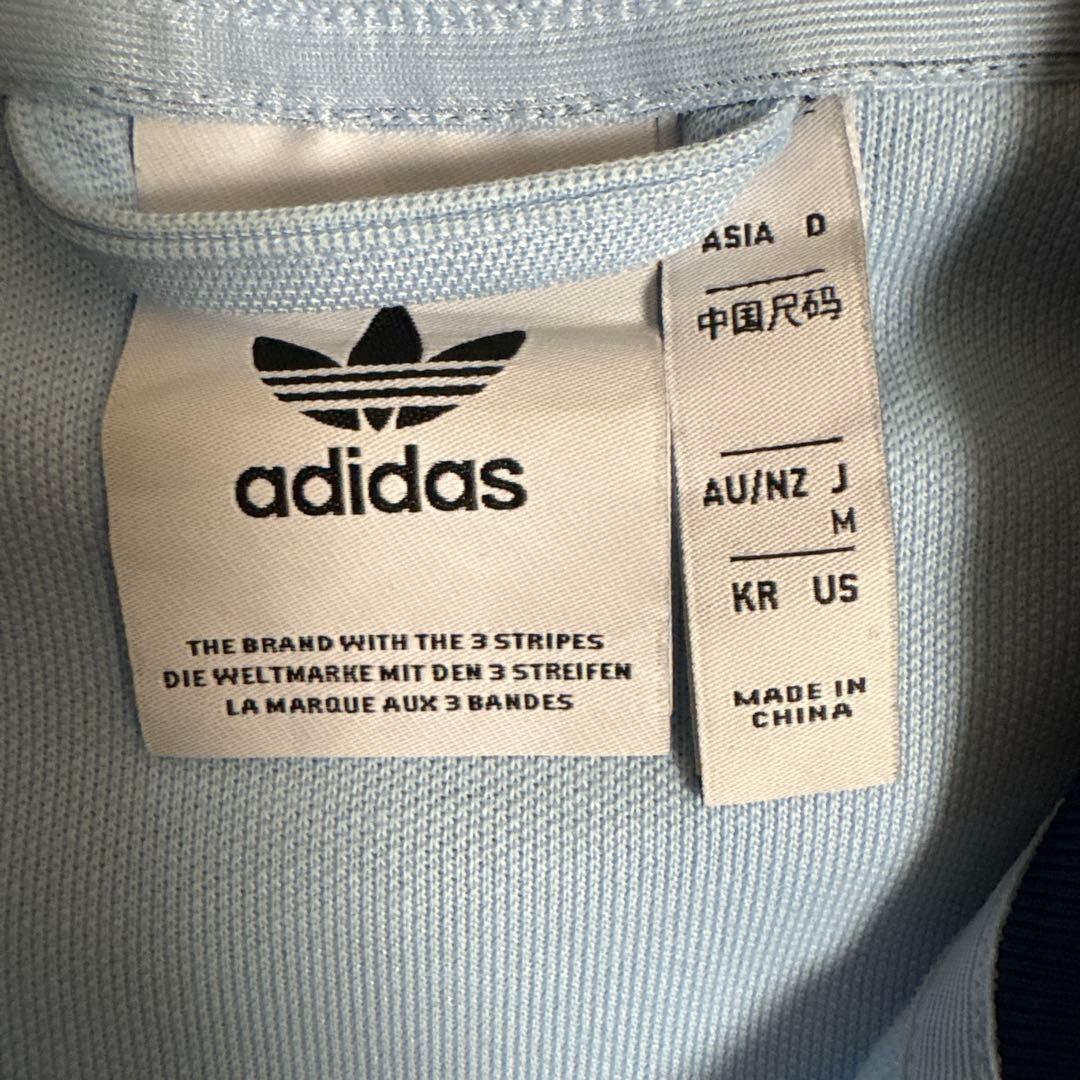 adidas
THE BRAND WITH THE 3 STRIPES
DIE WELTMARKE MIT DEN 3 STREIFEN
LA MARQUE AUX 3 BANDES
ASIA D
中国尺码
AU/NZ J
M
KR US
MADE IN
CHINA